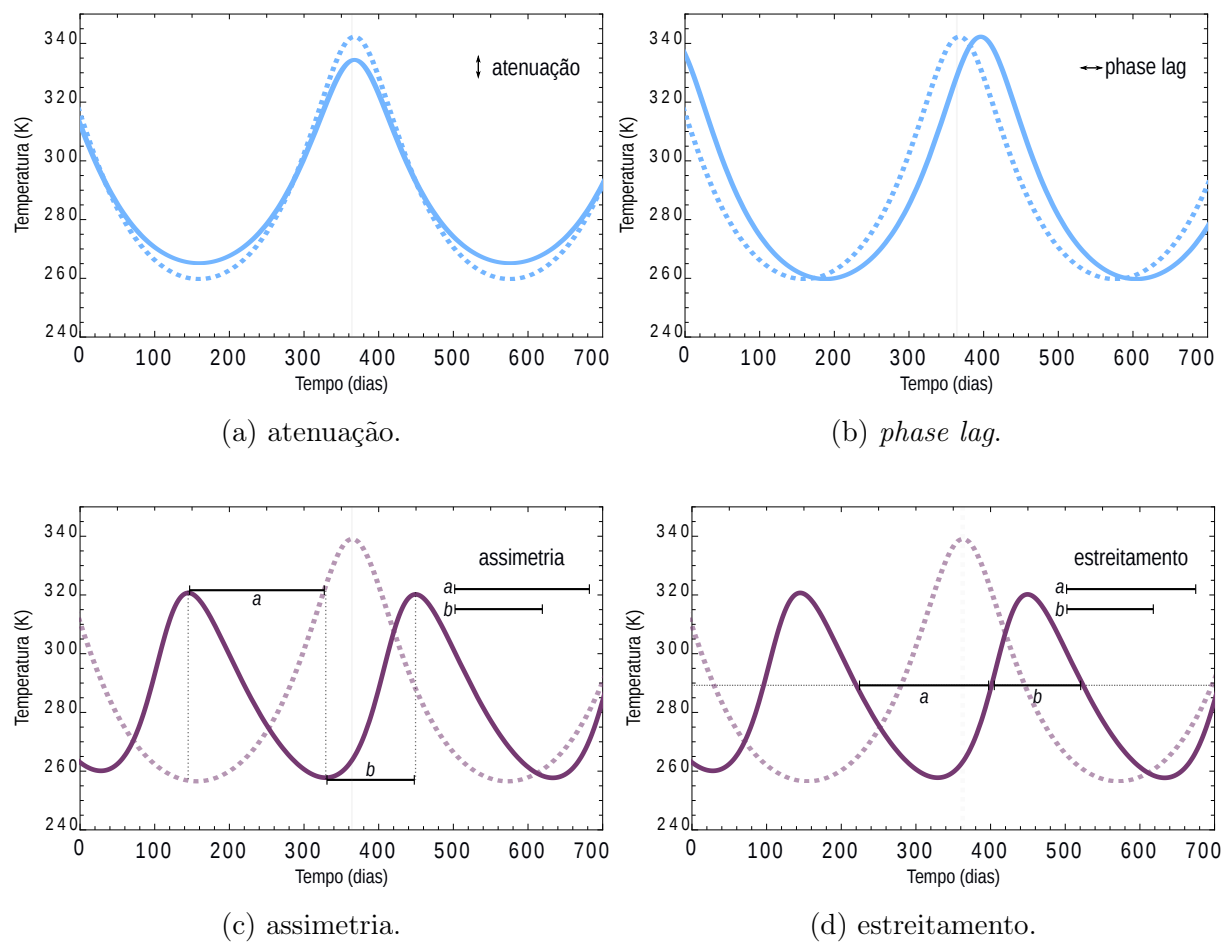 340
320
300
280
260
240
0 100 200 300 400 500 600 700
Temperatura (K)
Tempo (dias)
atenuação
(a) atenuação.
340
320
300
280
260
240
0 100 200 300 400 500 600 700
Temperatura (K)
Tempo (dias)
phase lag
(b) phase lag.
340
320
300
280
260
240
0 100 200 300 400 500 600 700
Temperatura (K)
Tempo (dias)
assimetria
a
b
a
b
(c) assimetria.
340
320
300
280
260
240
0 100 200 300 400 500 600 700
Temperatura (K)
Tempo (dias)
estreitamento
a
b
a
b
(d) estreitamento.